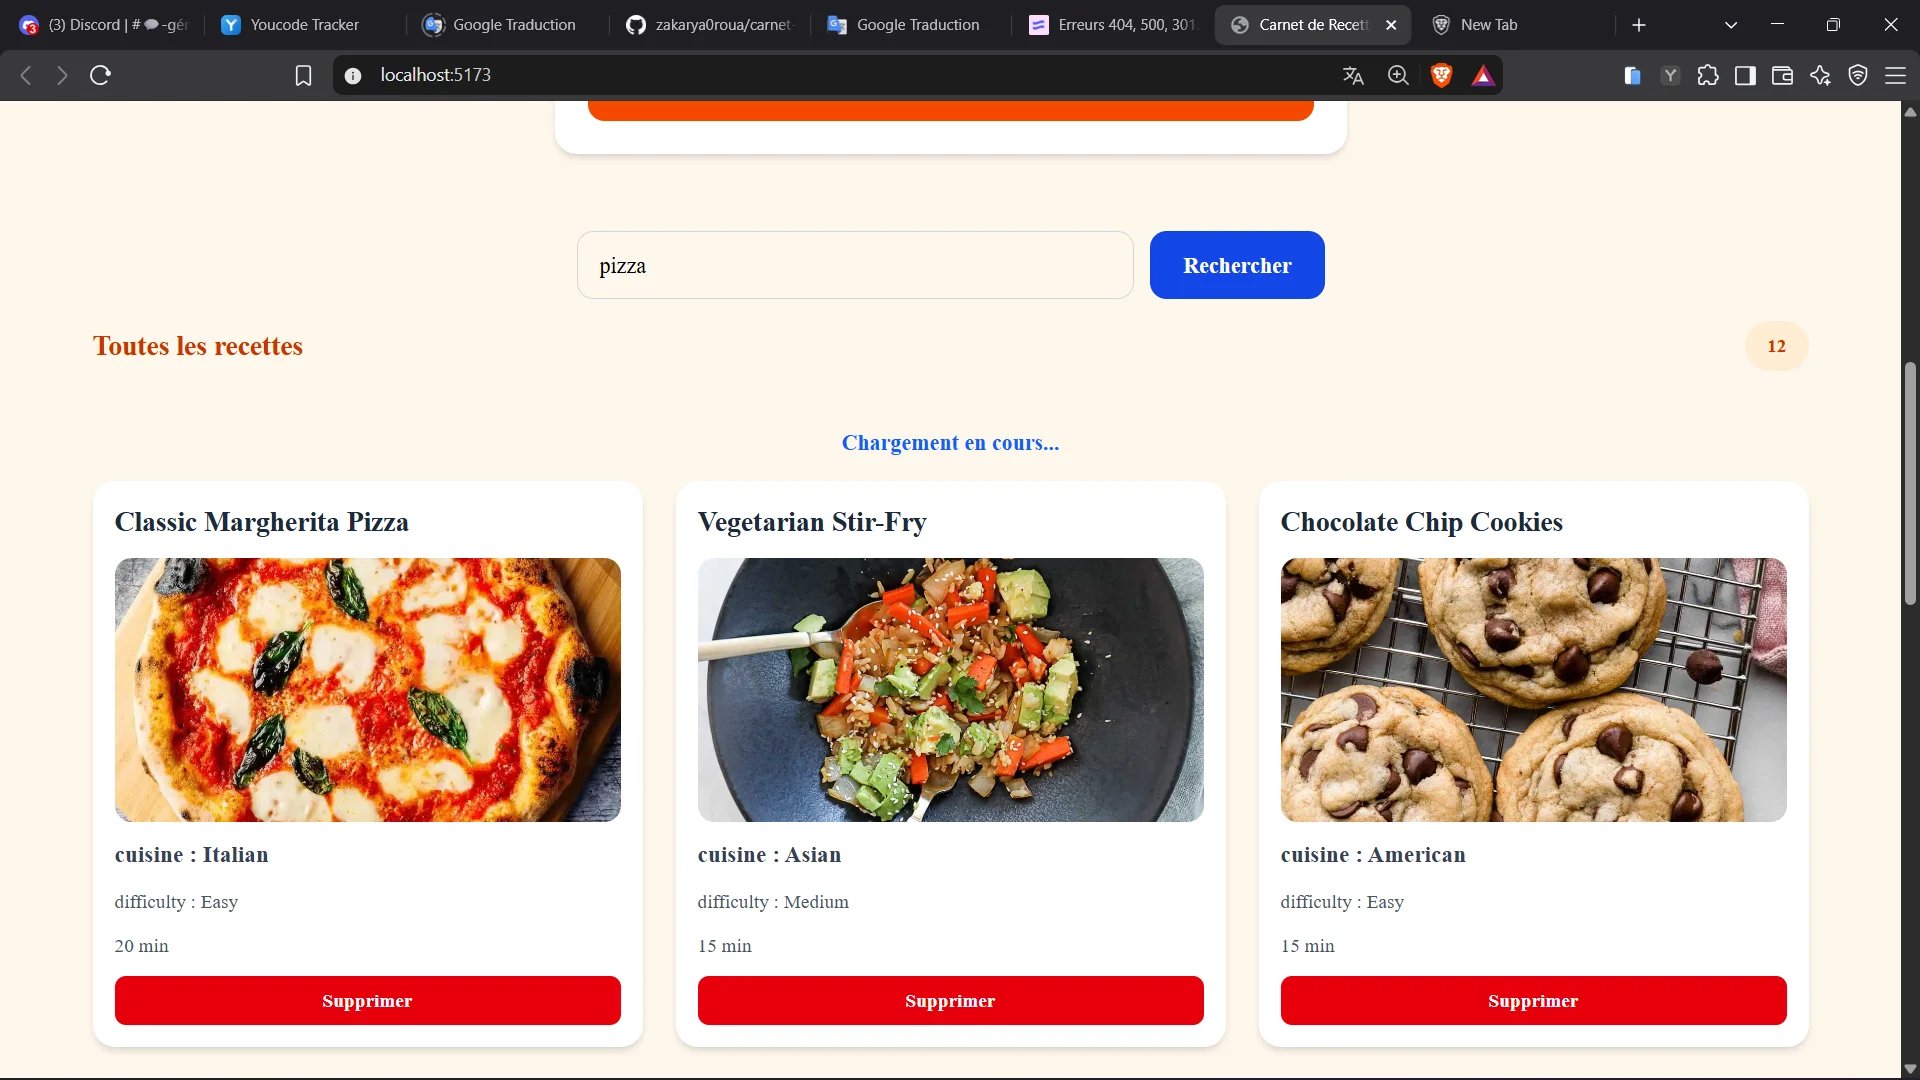 (3) Discord | # -gér
Youcode Tracker
Google Traduction
zakarya0roua/carnet-
Google Traduction
Erreurs 404, 500, 301
Carnet de Recett
New Tab
localhost:5173
pizza
Rechercher
Toutes les recettes
12
Chargement en cours...
Classic Margherita Pizza
Vegetarian Stir-Fry
Chocolate Chip Cookies
cuisine : Italian
cuisine : Asian
cuisine : American
difficulty : Easy
difficulty : Medium
difficulty : Easy
20 min
15 min
15 min
Supprimer
Supprimer
Supprimer